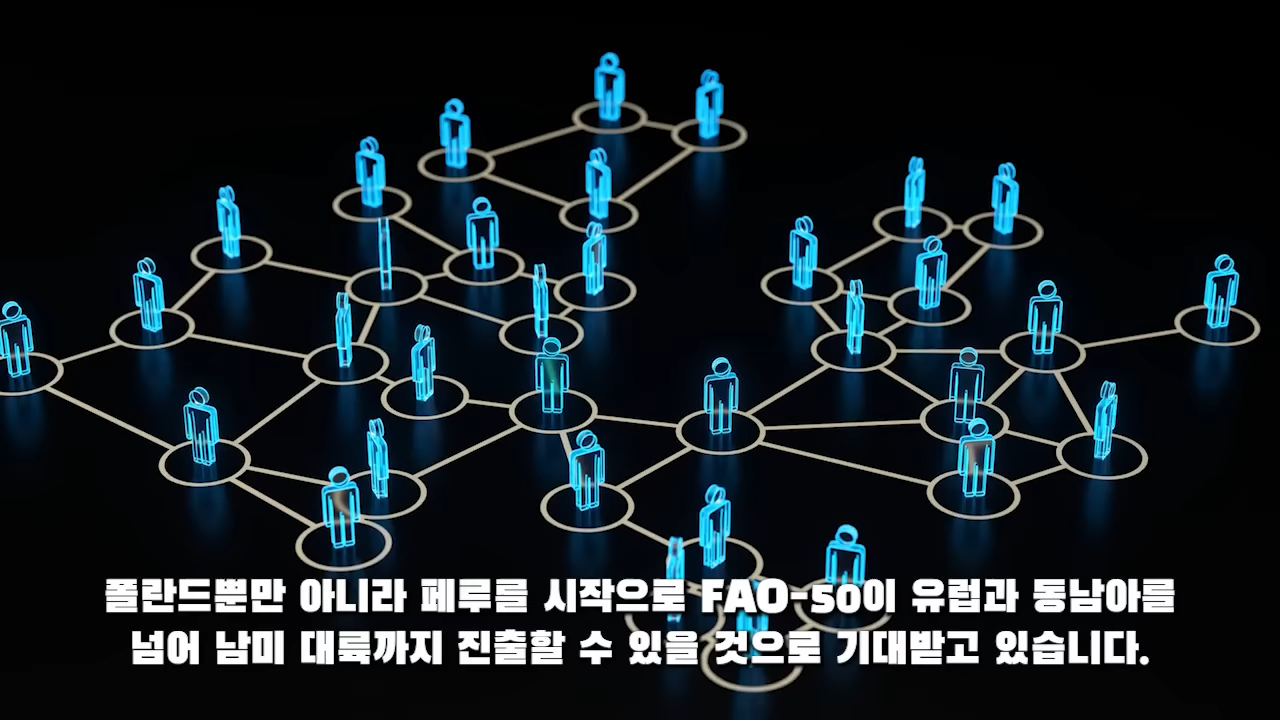 폴란드뿐만 아니라 페루를 시작으로 FAO-50이 유럽과 동남아를
넘어 남미 대륙까지 진출할 수 있을 것으로 기대받고 있습니다.